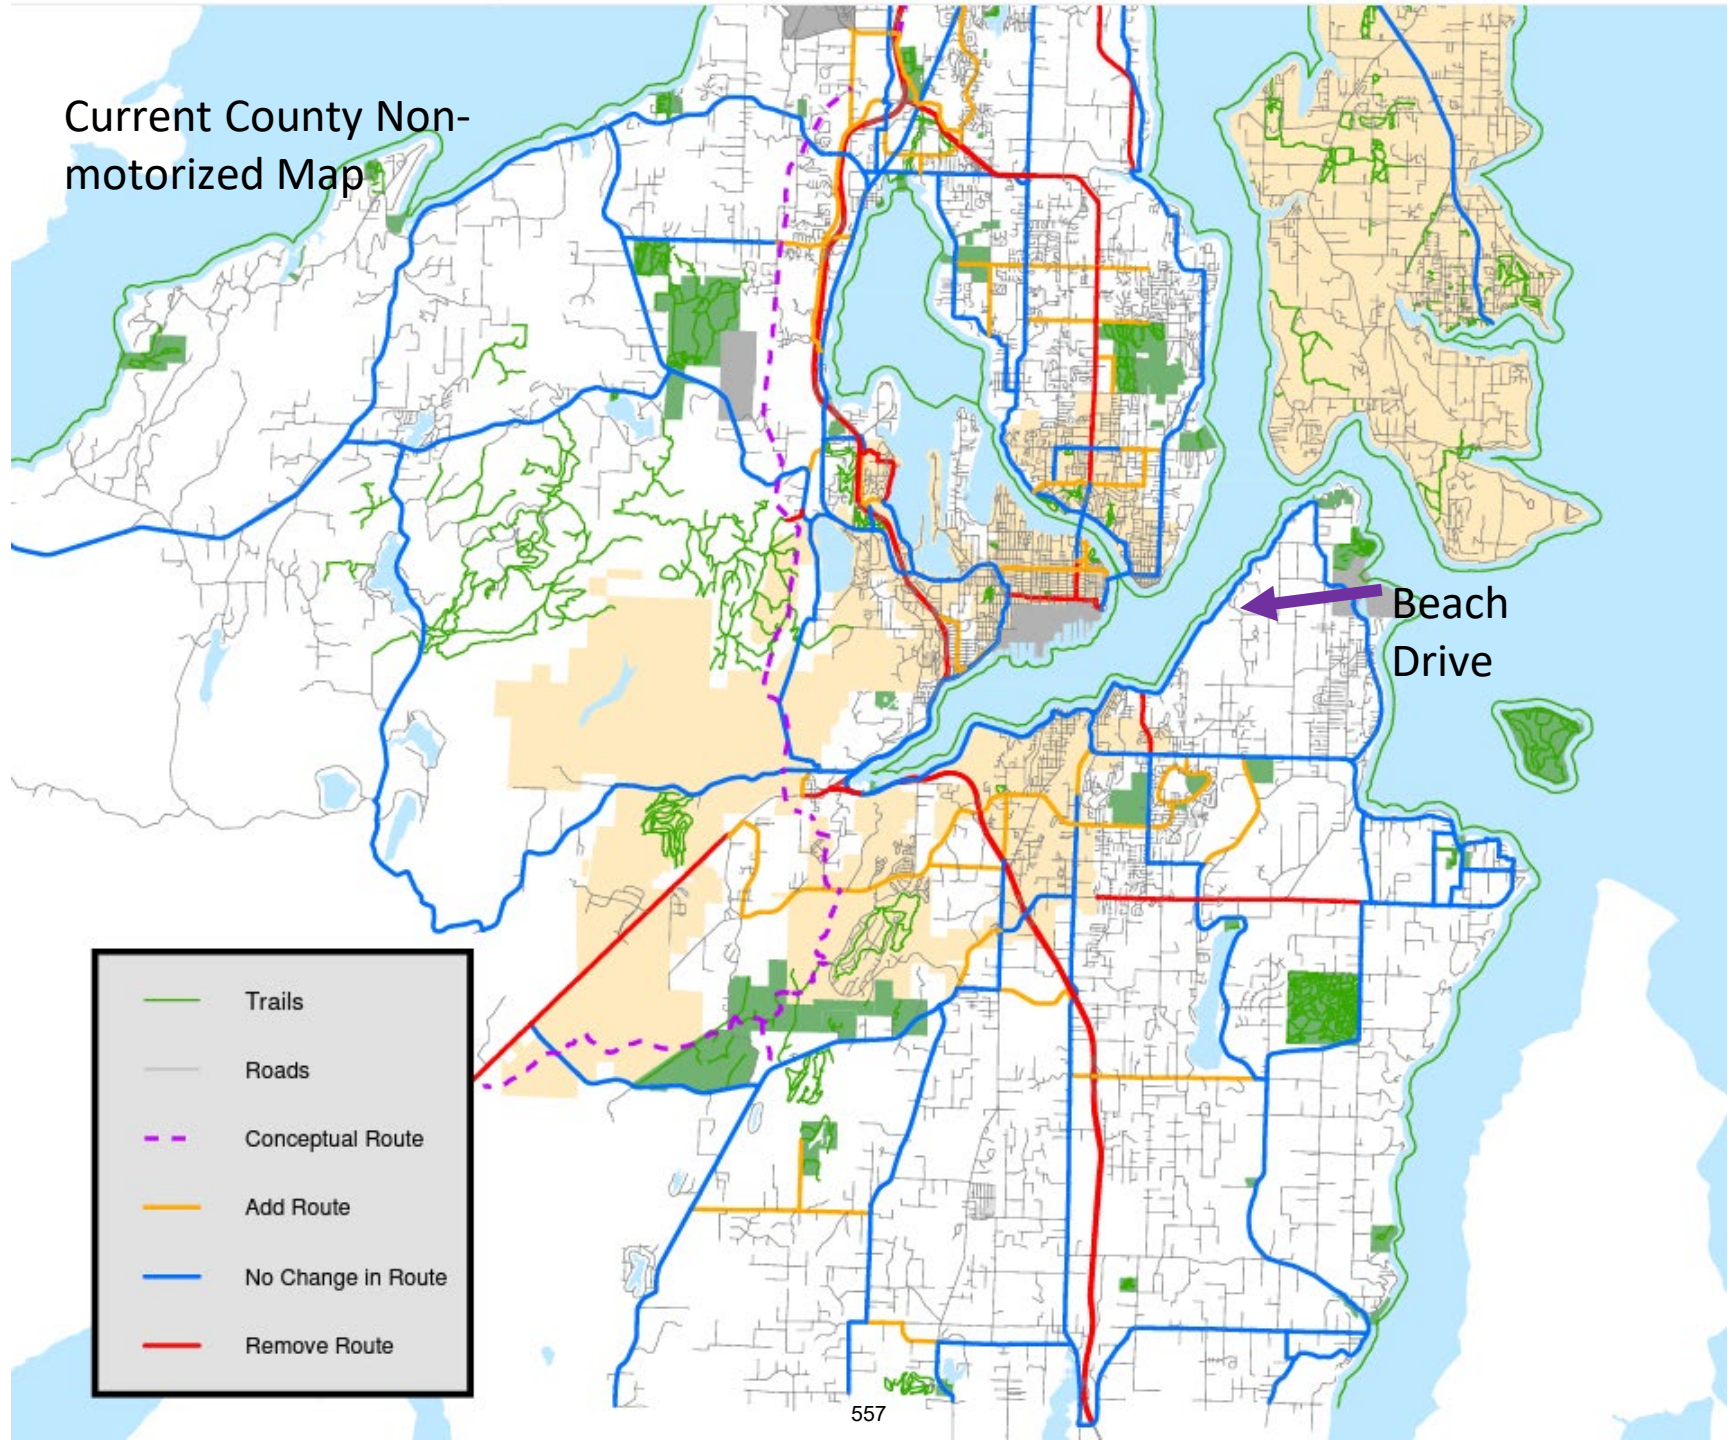 Current County Non-
motorized Map
Beach
Drive
Trails
Roads
Conceptual Route
Add Route
No Change in Route
Remove Route
557